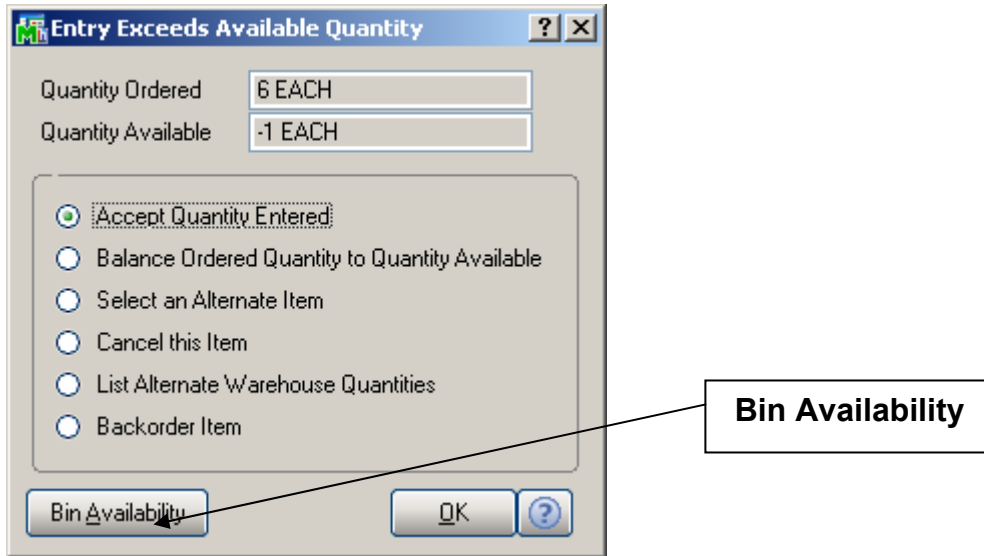 Entry Exceeds Available Quantity
Quantity Ordered 6 EACH
Quantity Available -1 EACH
Accept Quantity Entered
Balance Ordered Quantity to Quantity Available
Select an Alternate Item
Cancel this Item
List Alternate Warehouse Quantities
Backorder Item
Bin Availability
Bin Availability OK